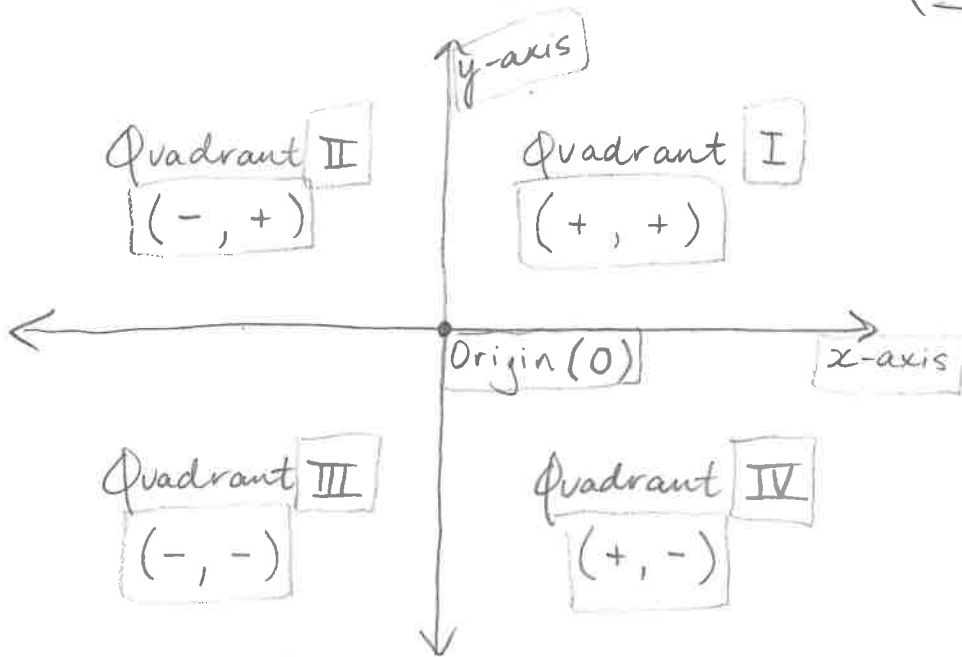 (-
y-axis
Quadrant II
Quadrant I
(-, +)
(+, +)
Origin (0)
x-axis
Quadrant III
Quadrant IV
(-, -)
(+, -)